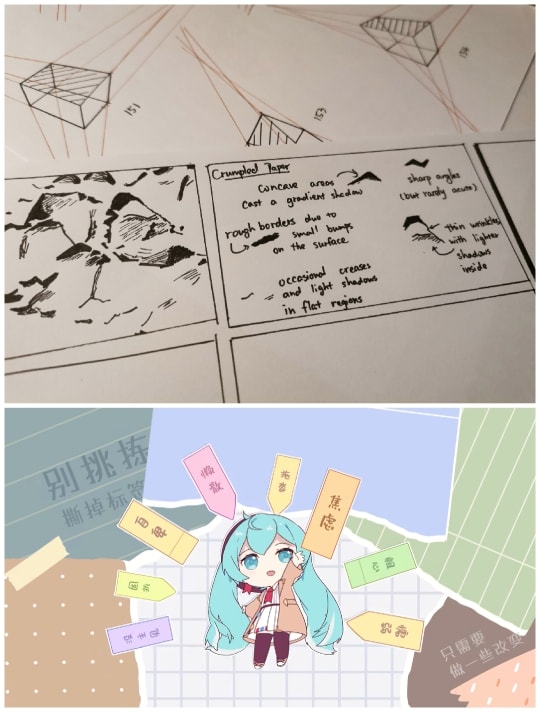 151
153
Crumpled Paper
concave areas
cast a gradient shadow
sharp angles
(but rarely acute)
rough borders due to
small bumps
on the surface
thin wrinkles
with lighter
shadows
inside
occasional creases
and light shadows
in flat regions
别挑拣
撕掉标签
懒散
焦虑
自卑
只需要
做一些改变